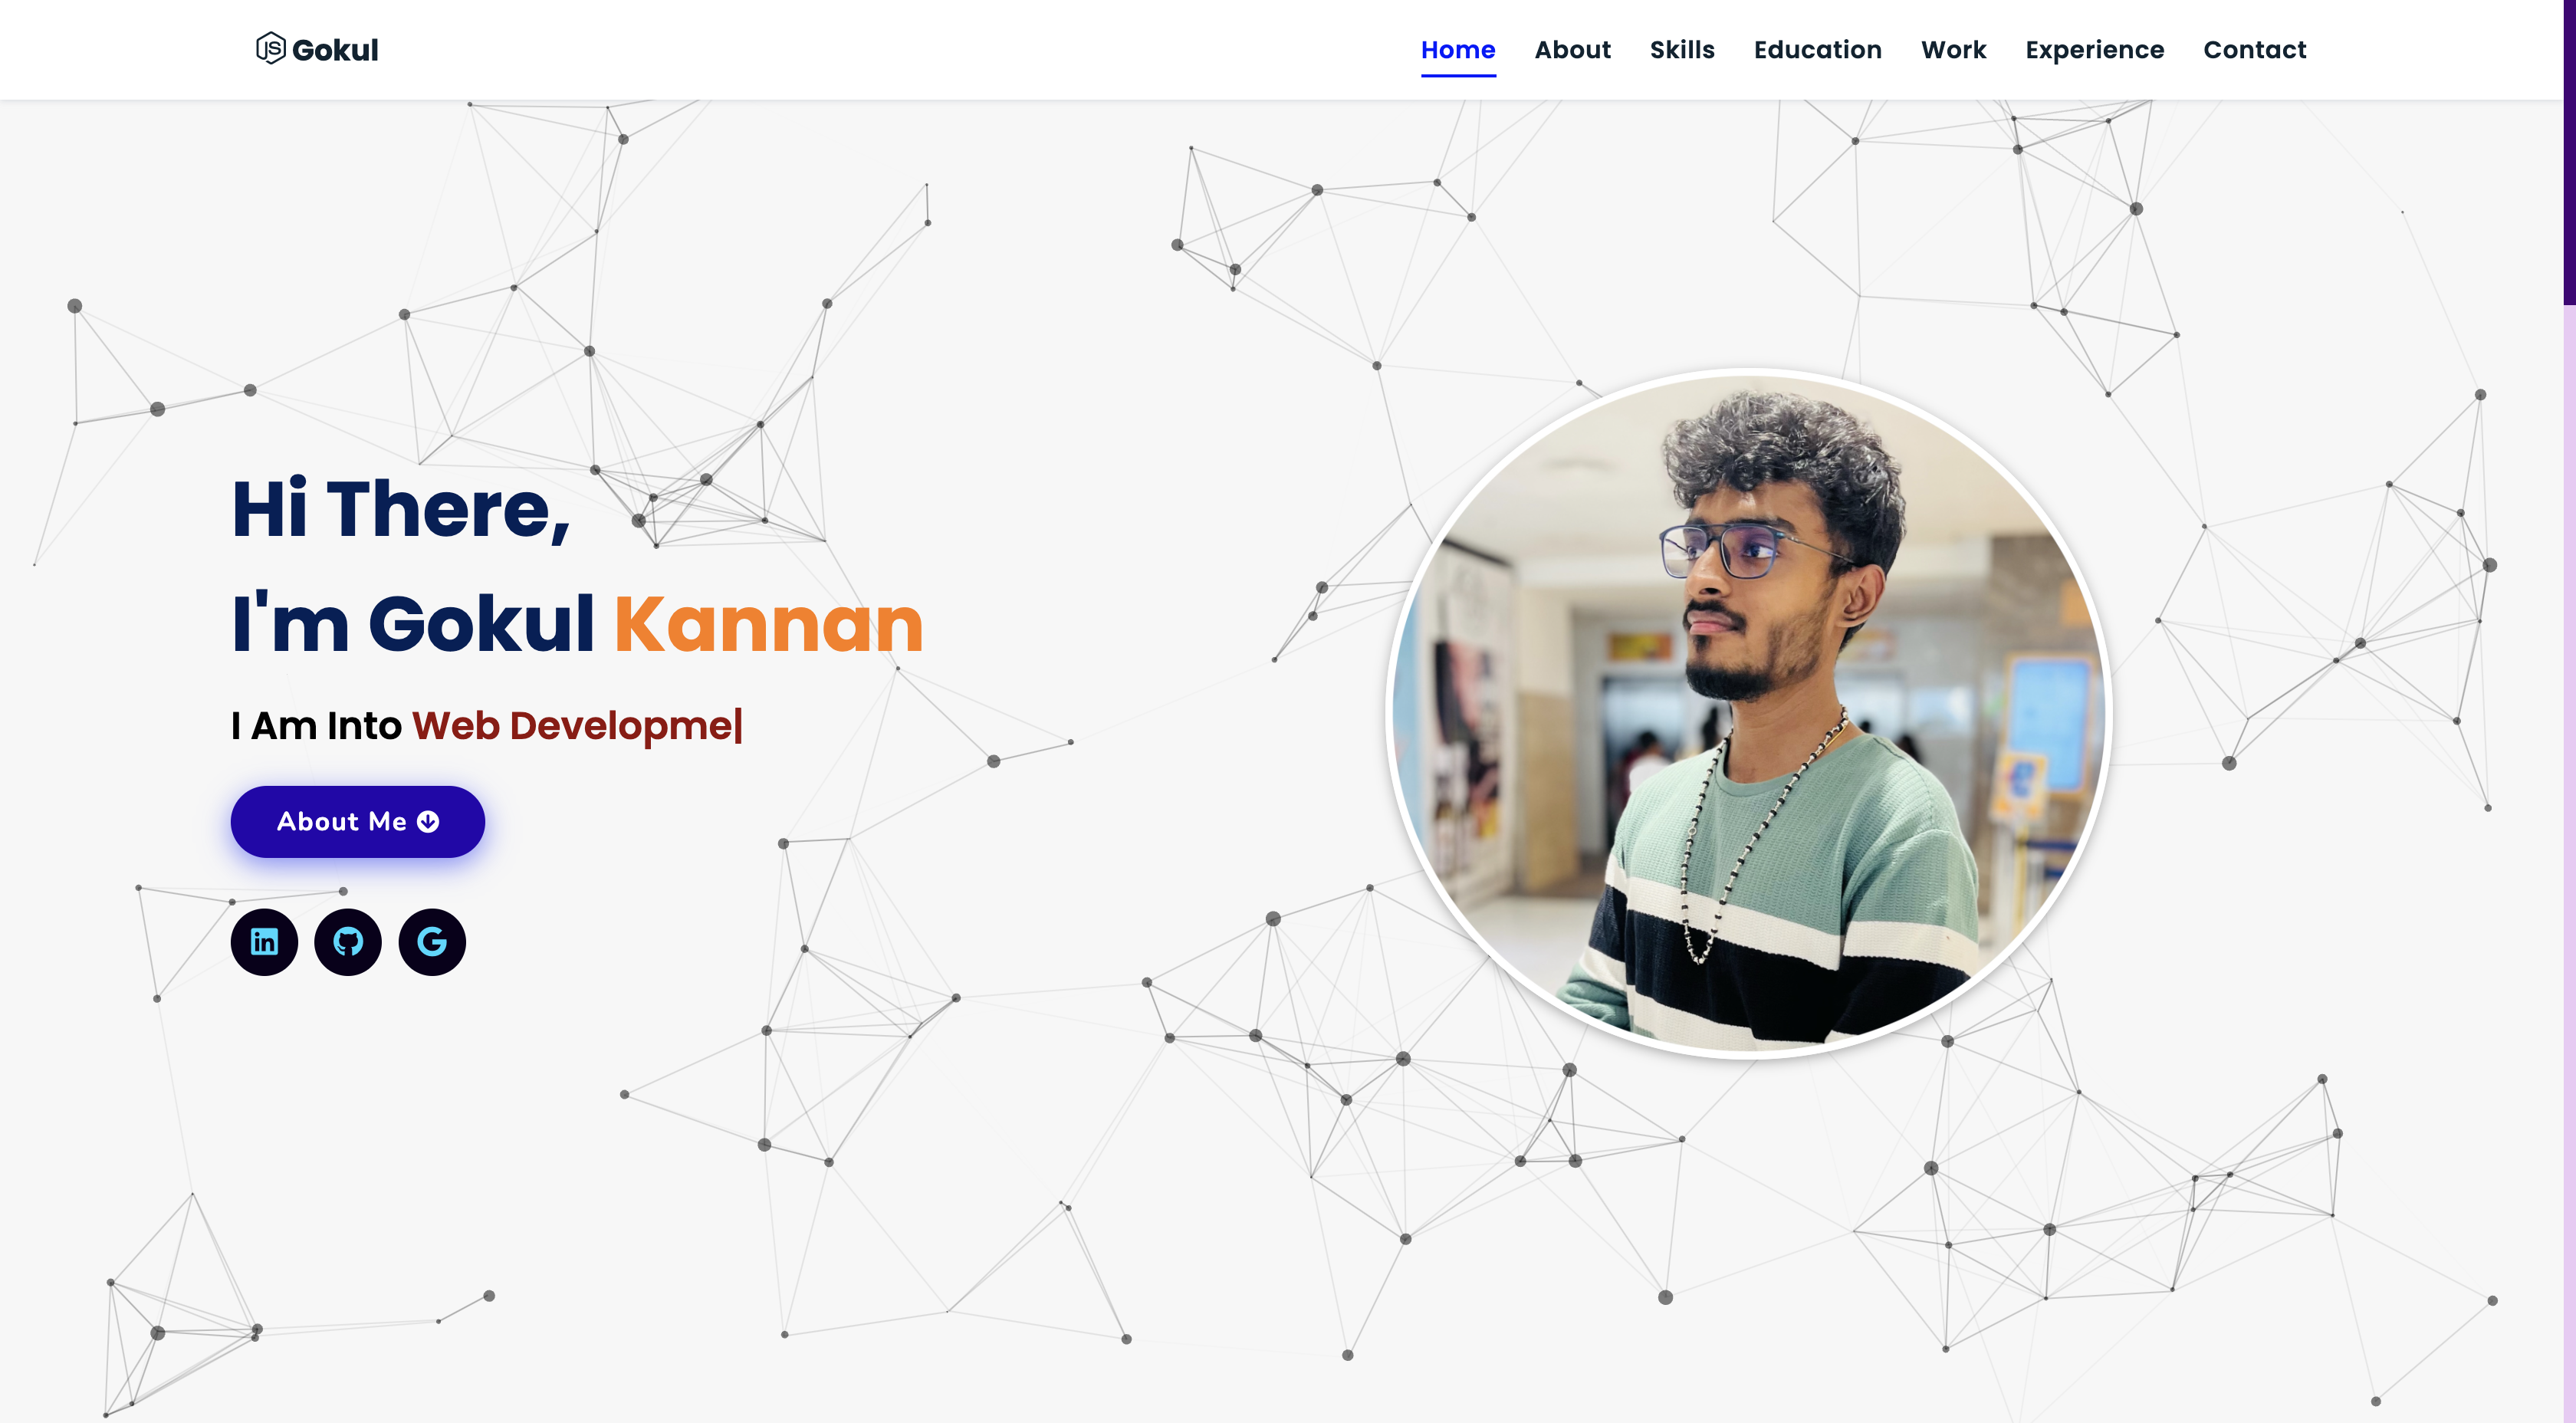 Gokul
Home About Skills Education Work Experience Contact
Hi There,
I'm Gokul Kannan
I Am Into Web Developme|
About Me